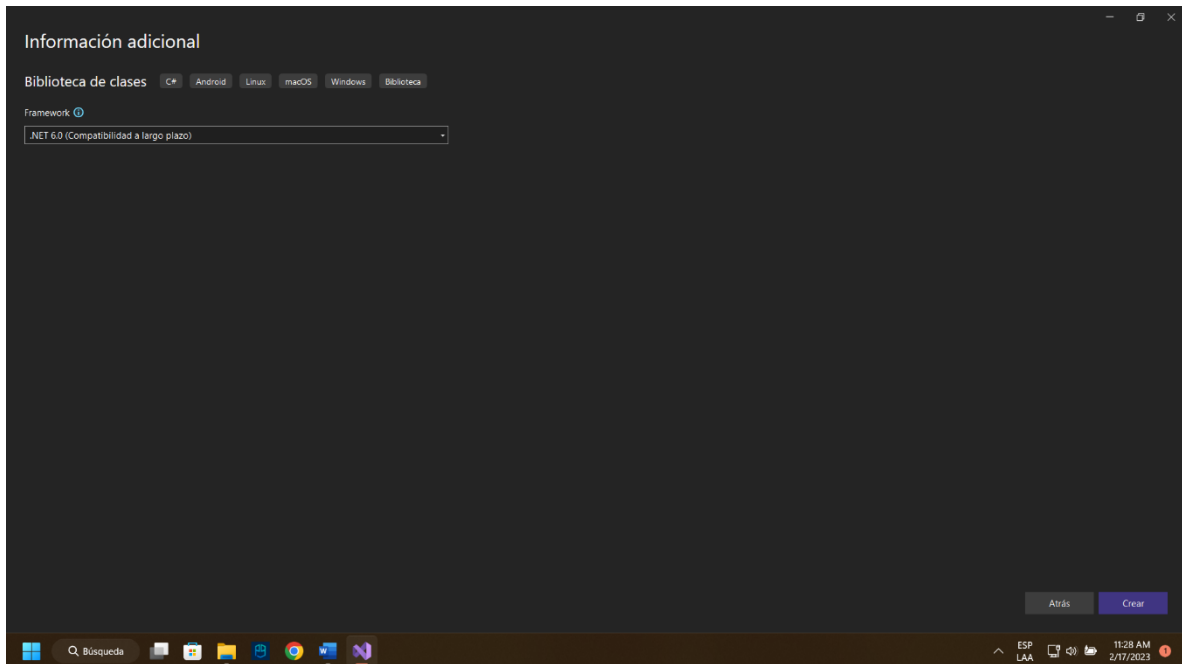 Información adicional
Biblioteca de clases C# Android Linux macOS Windows Biblioteca
Framework
.NET 6.0 (Compatibilidad a largo plazo)
Atrás Crear
Búsqueda
ESP
LAA
11:28 AM
2/17/2023
1